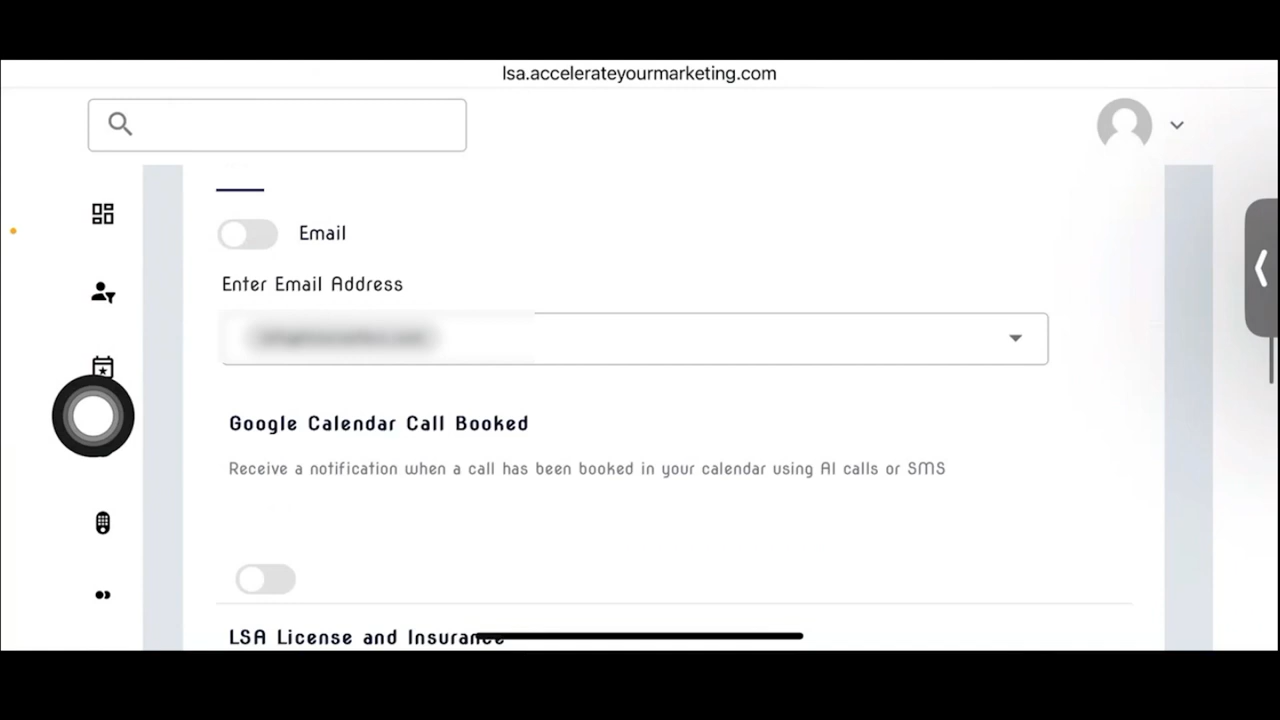 lsa.accelerateyourmarketing.com
Email
Enter Email Address
Google Calendar Call Booked
Receive a notification when a call has been booked in your calendar using AI calls or SMS
LSA License and Insurance